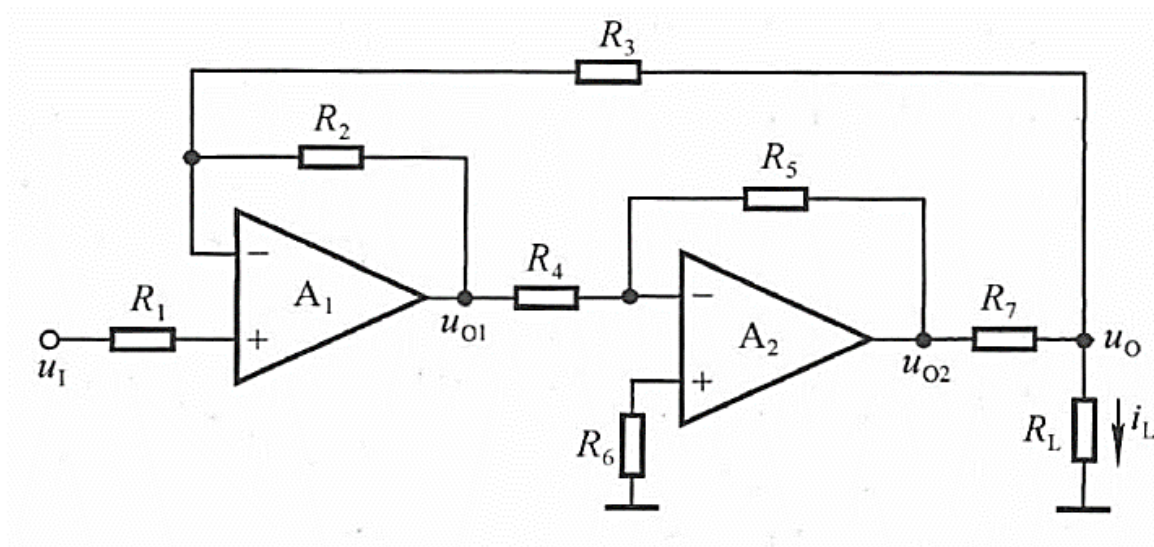 R3
R2
R5
−
A1
R4
−
R1
uO1
A2
R7
uO
uI
+
uO2
+
R6
RL
iL